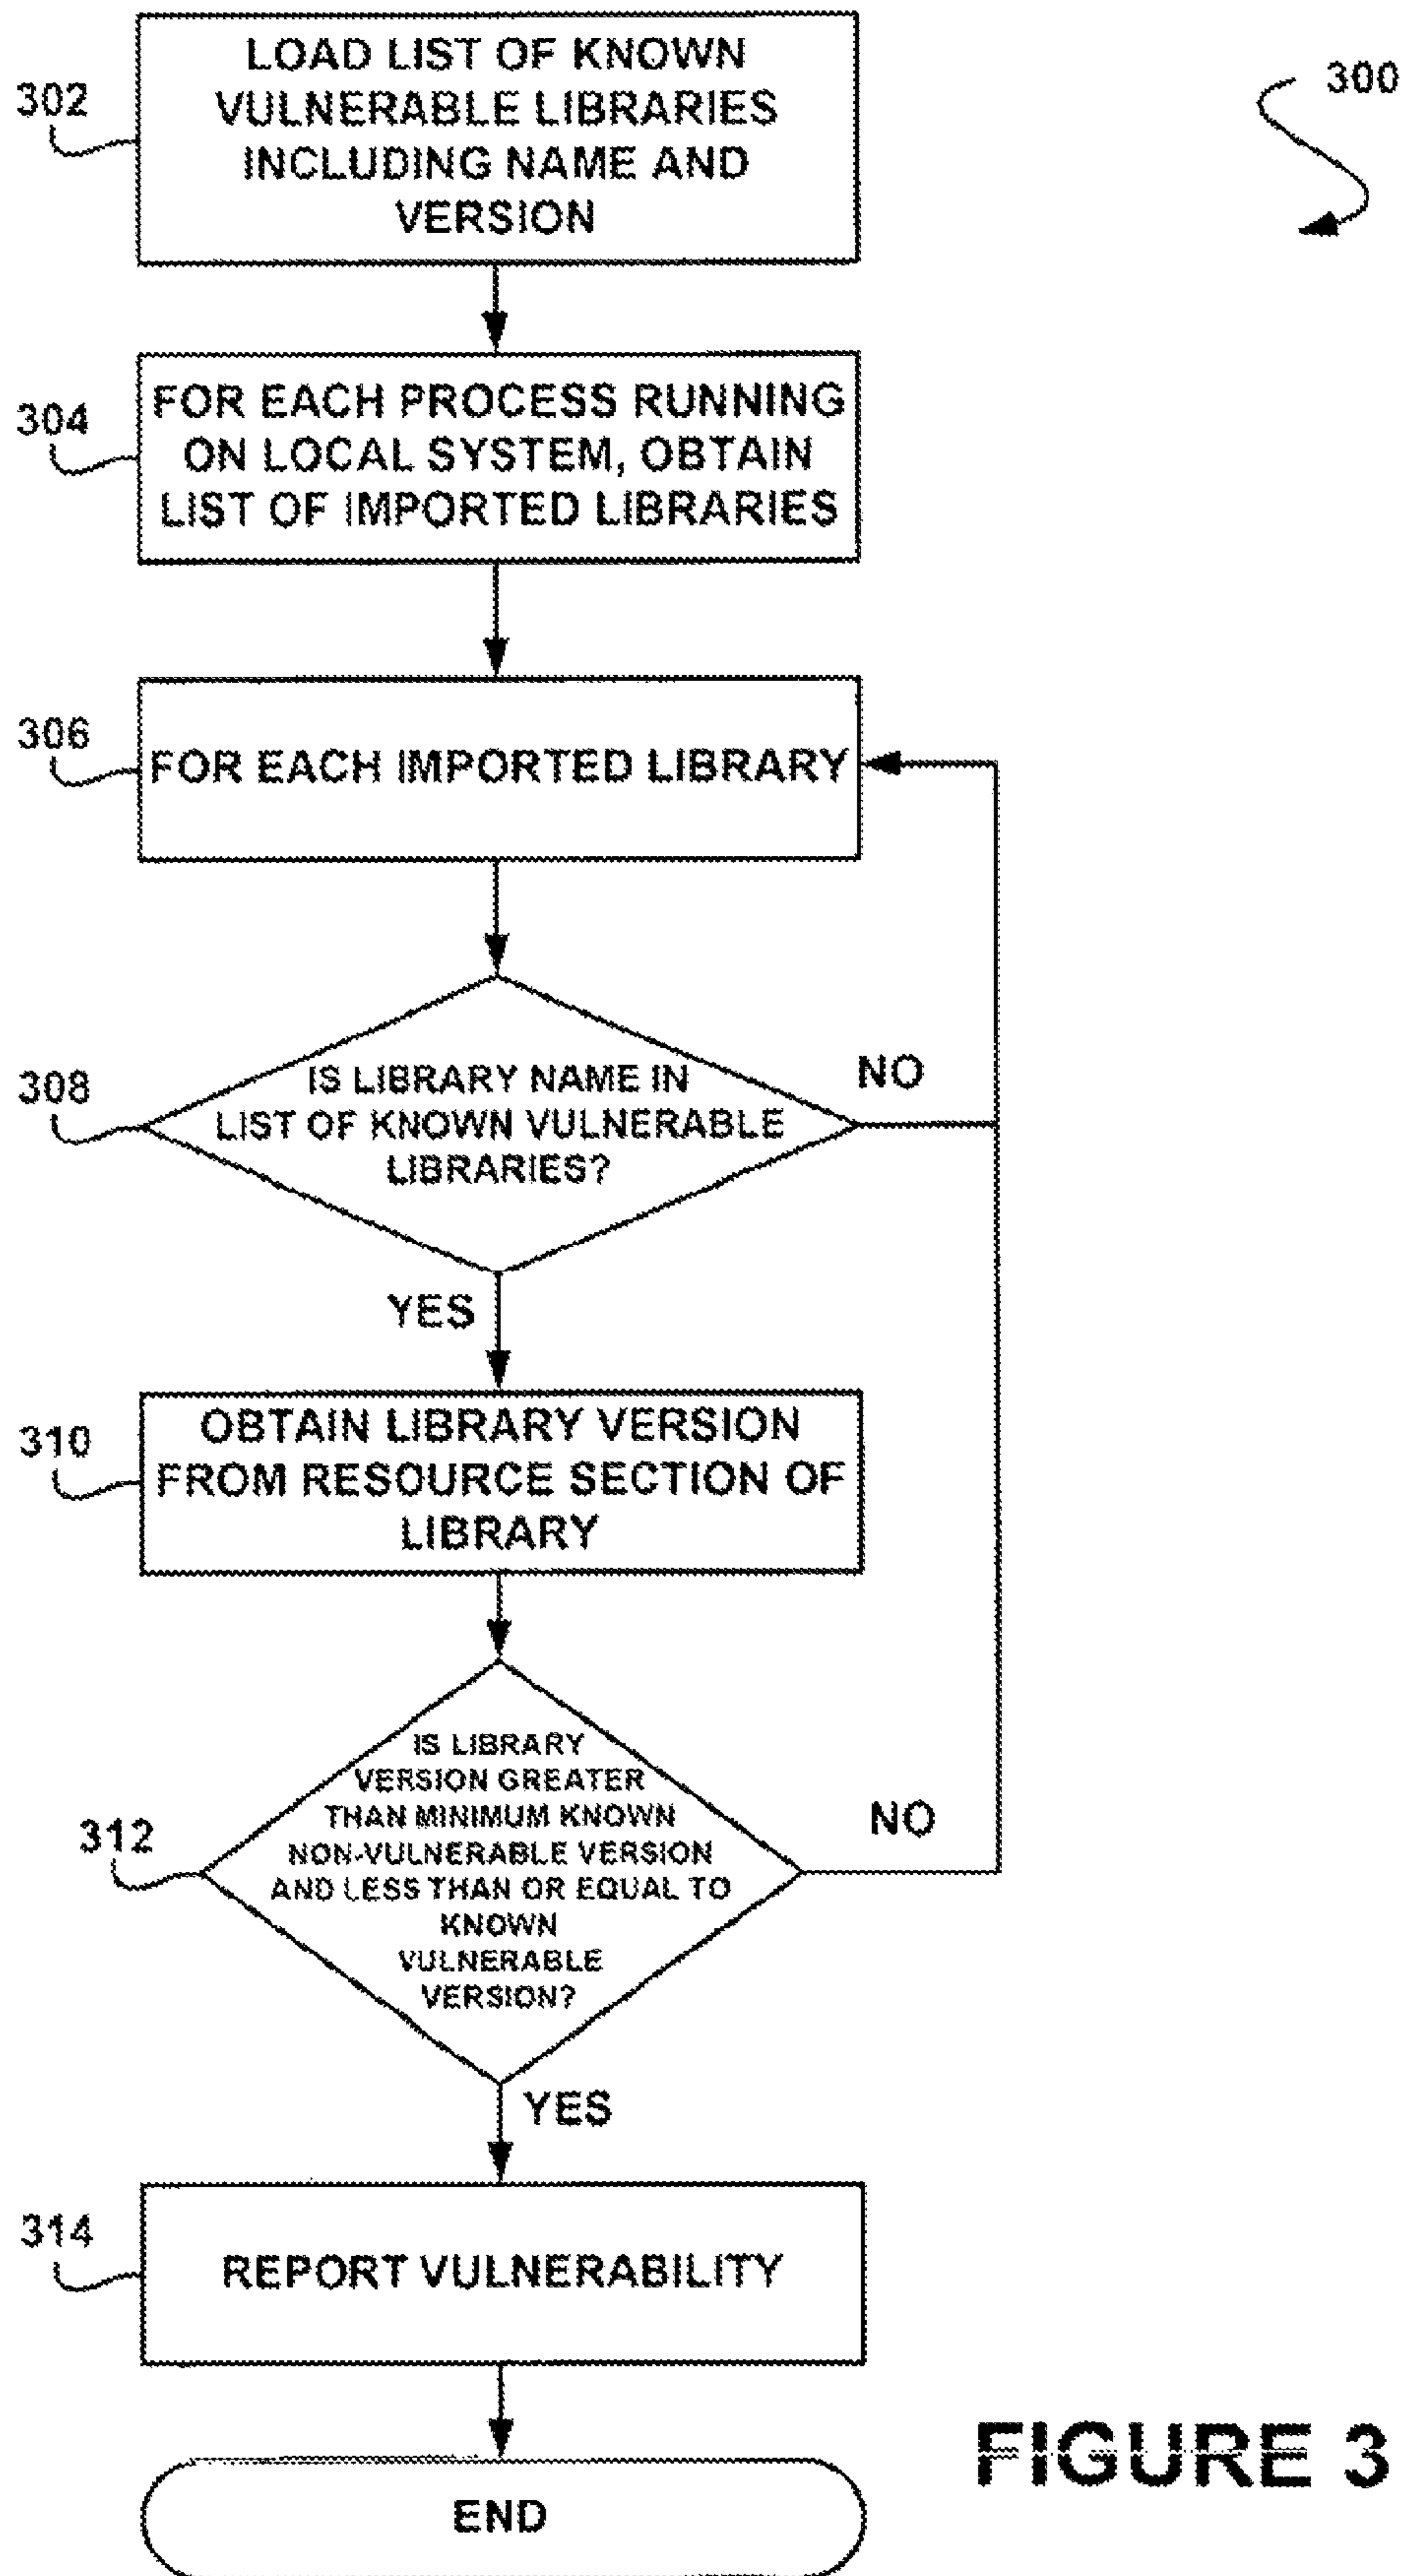 300
302
LOAD LIST OF KNOWN
VULNERABLE LIBRARIES
INCLUDING NAME AND
VERSION
304
FOR EACH PROCESS RUNNING
ON LOCAL SYSTEM, OBTAIN
LIST OF IMPORTED LIBRARIES
306
FOR EACH IMPORTED LIBRARY
308
IS LIBRARY NAME IN
LIST OF KNOWN VULNERABLE
LIBRARIES?
NO
YES
310
OBTAIN LIBRARY VERSION
FROM RESOURCE SECTION OF
LIBRARY
312
IS LIBRARY
VERSION GREATER
THAN MINIMUM KNOWN
NON-VULNERABLE VERSION
AND LESS THAN OR EQUAL TO
KNOWN
VULNERABLE
VERSION?
NO
YES
314
REPORT VULNERABILITY
END
FIGURE 3